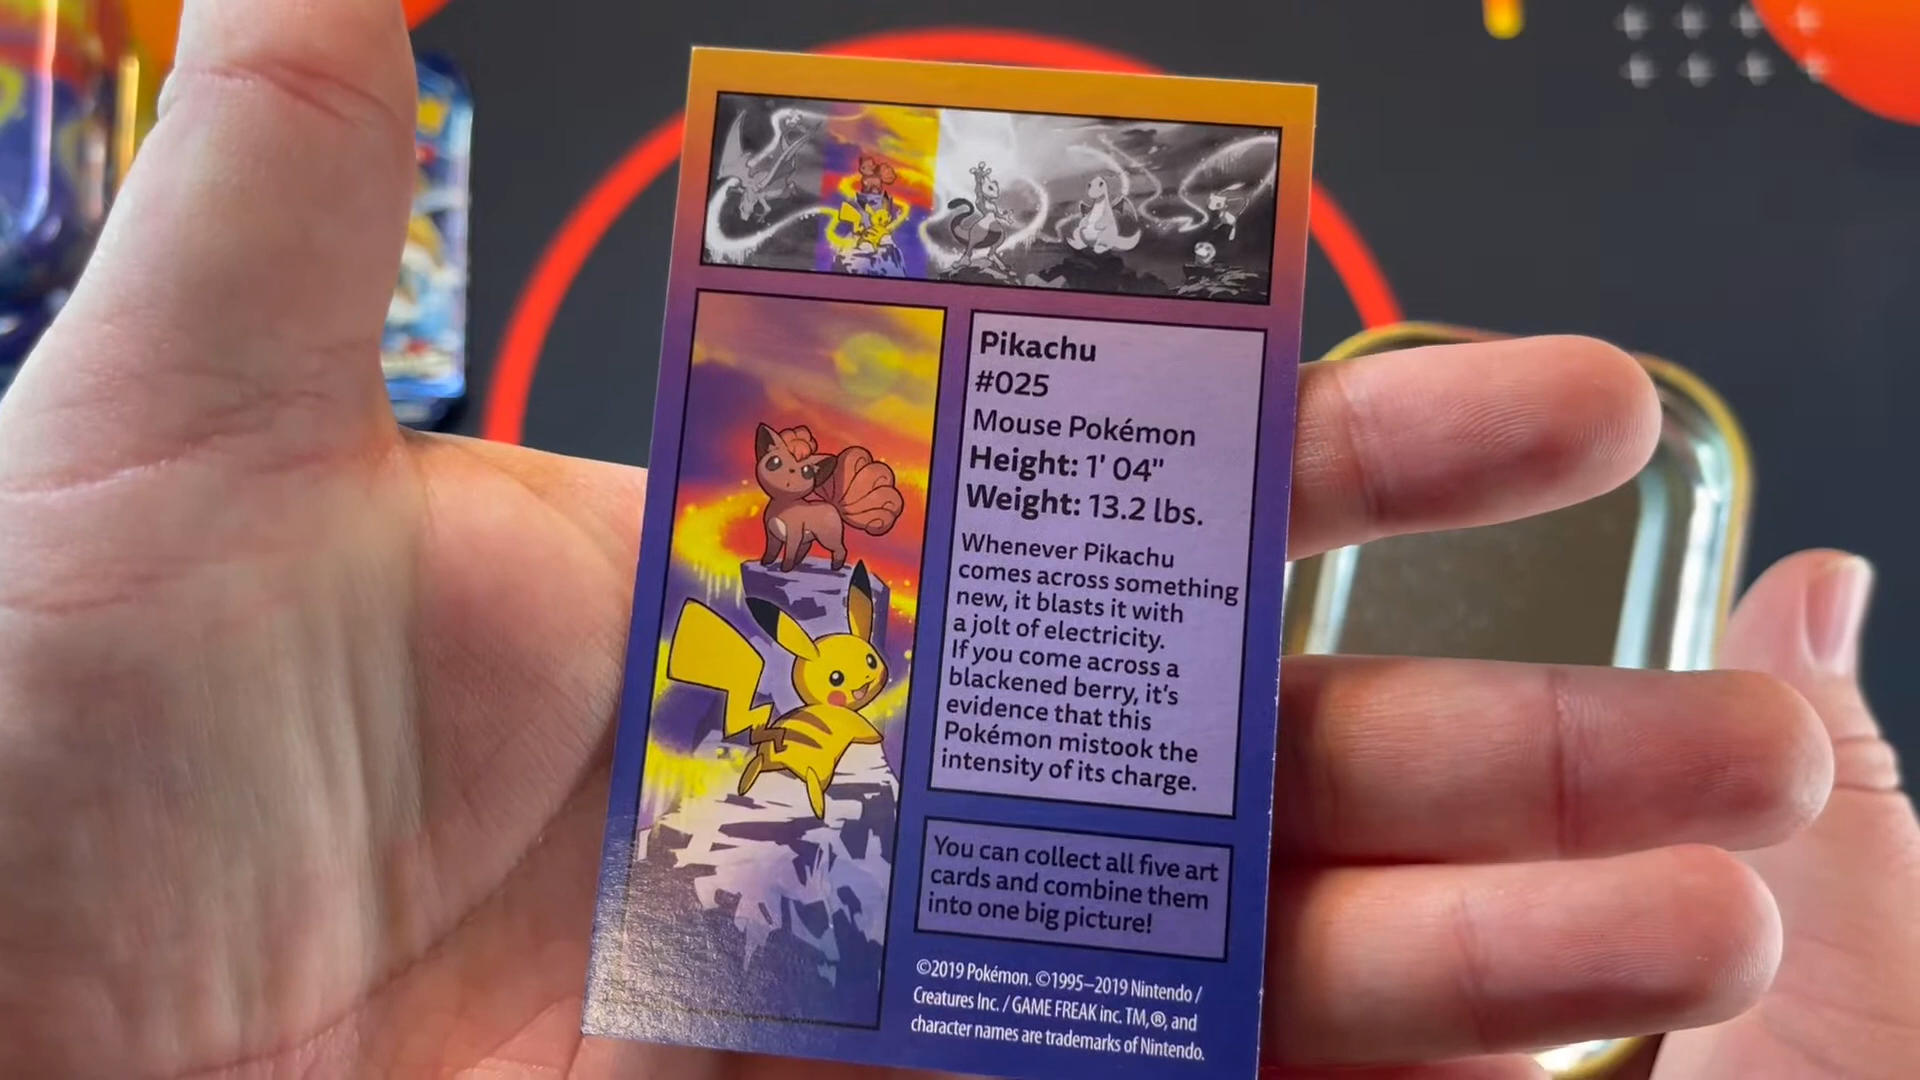 Pikachu
#025
Mouse Pokémon
Height: 1' 04"
Weight: 13.2 lbs.
Whenever Pikachu
comes across something
new, it blasts it with
a jolt of electricity.
If you come across a
blackened berry, it's
evidence that this
Pokémon mistook the
intensity of its charge.
You can collect all five art
cards and combine them
into one big picture!
©2019 Pokémon. ©1995–2019 Nintendo /
Creatures Inc. / GAME FREAK inc. TM, ®, and
character names are trademarks of Nintendo.